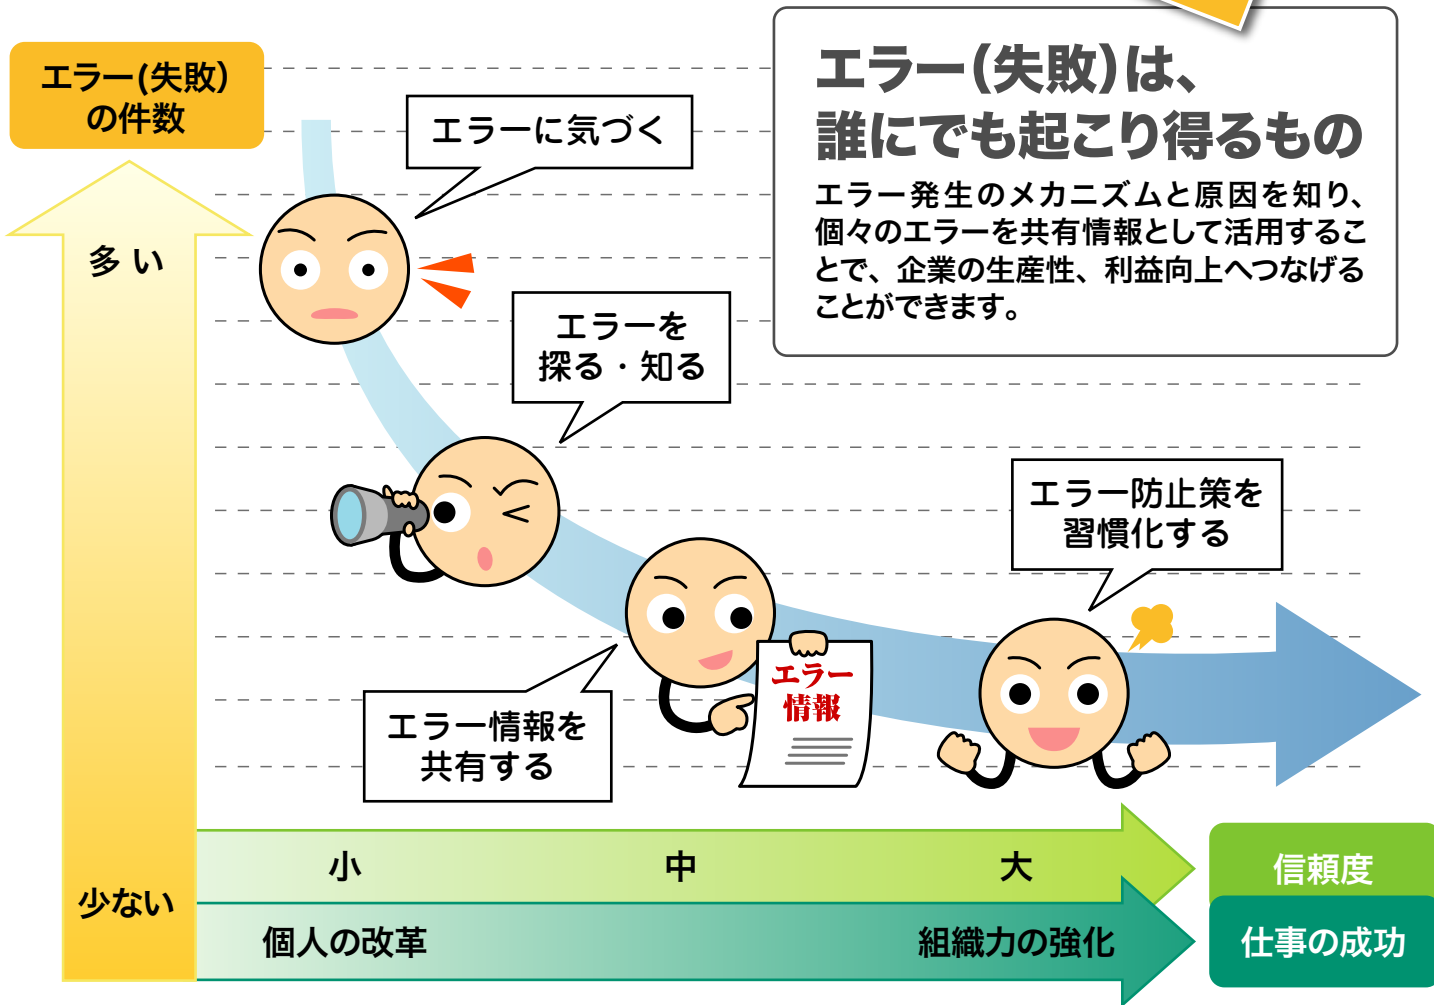 エラー(失敗)
の件数
エラー(失敗)は、
誰にでも起こり得るもの
エラー発生のメカニズムと原因を知り、
個々のエラーを共有情報として活用するこ
とで、企業の生産性、利益向上へつなげる
ことができます。
エラーに気づく
多い
エラーを
探る・知る
エラー防止策を
習慣化する
エラー
情報
エラー情報を
共有する
少ない
小
中
大
信頼度
個人の改革
組織力の強化
仕事の成功